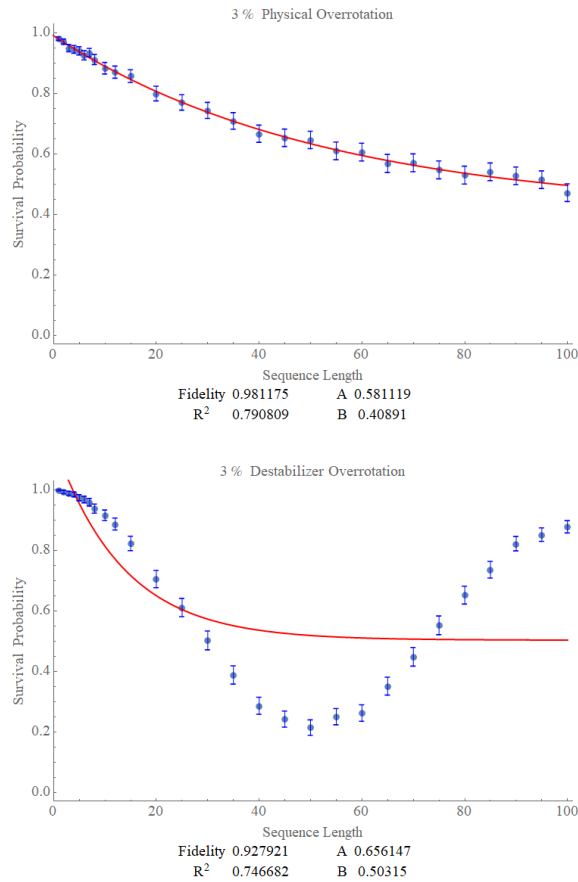 3 % Physical Overrotation
1.0
0.8
0.6
0.4
0.2
0.0
Survival Probability
0 20 40 60 80 100
Sequence Length
Fidelity 0.981175 A 0.581119
R² 0.790809 B 0.40891
3 % Destabilizer Overrotation
1.0
0.8
0.6
0.4
0.2
0.0
Survival Probability
0 20 40 60 80 100
Sequence Length
Fidelity 0.927921 A 0.656147
R² 0.746682 B 0.50315